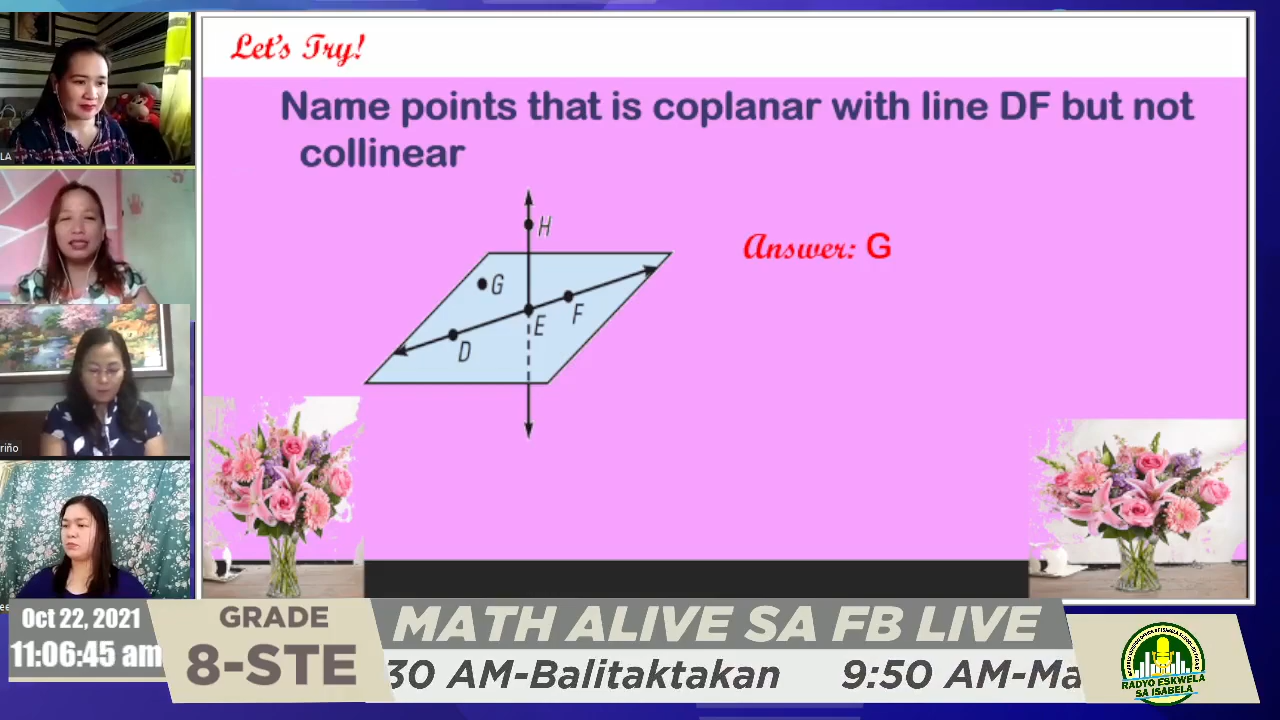 Let's Try!
Name points that is coplanar with line DF but not
collinear
H
Answer: G
G
F
E
D
LA
riño
Oct 22, 2021
11:06:45 am
GRADE
8-STE
MATH ALIVE SA FB LIVE
30 AM-Balitaktakan 9:50 AM-Ma
RADYO ESKWELA
SA ISABELA